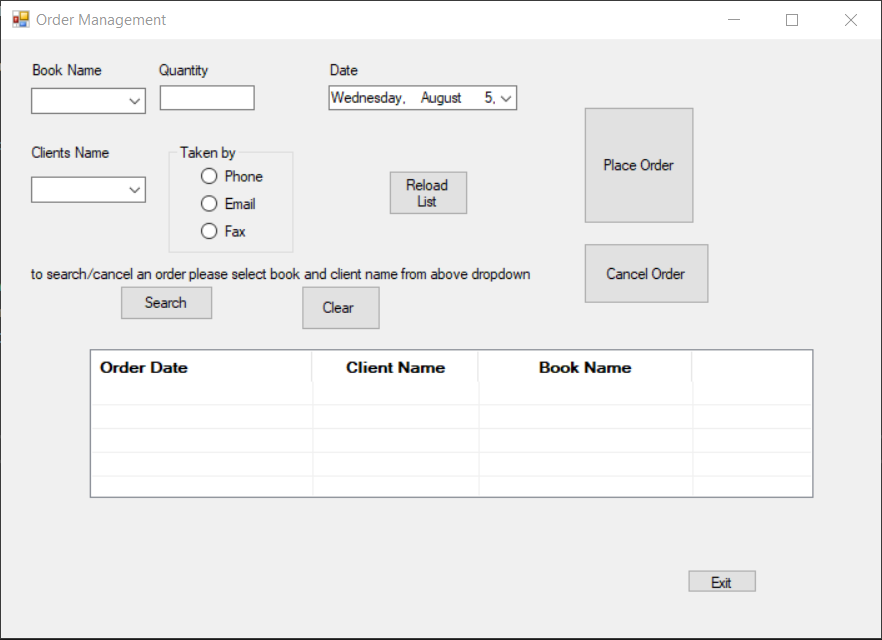 Order Management
Book Name
Quantity
Date
Wednesday, August 5,
Clients Name
Taken by
Phone
Email
Fax
Reload
List
Place Order
Cancel Order
to search/cancel an order please select book and client name from above dropdown
Search
Clear
Order Date Client Name Book Name
Exit